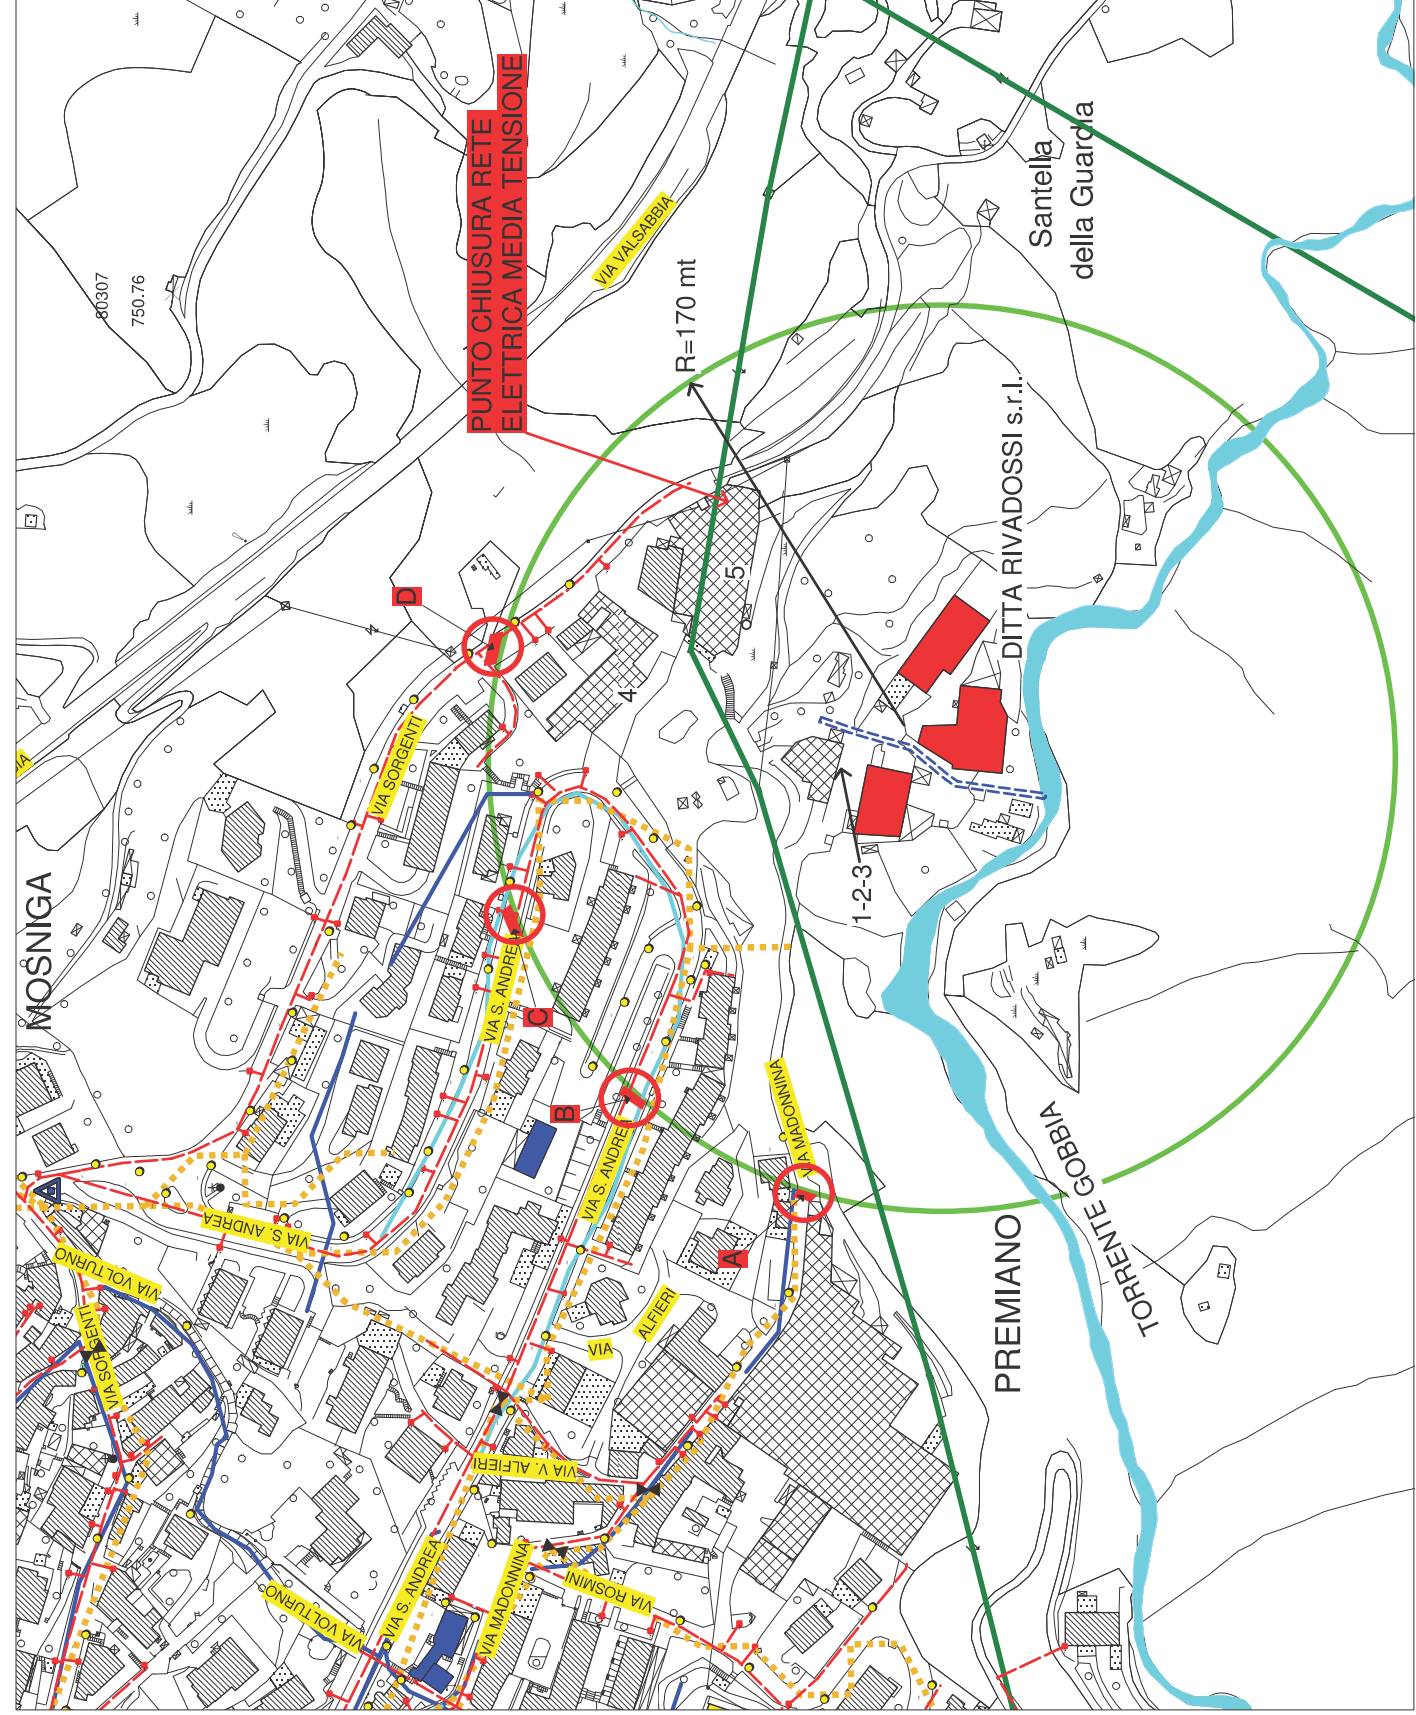 80307
750.76
PUNTO CHIUSURA RETE
ELETTRICA MEDIA TENSIONE
VIA VALSABBIA
Santella
della Guardia
R=170 mt
DITTA RIVADOSSI s.r.l.
D
5
4
VIA SORGENTI
IA
MOSNIGA
1-2-3
VIA S. ANDREA
C
B
VIA S. ANDREA
VIA MADONNINA
A
VIA S. ANDREA
VIA VOLTURNO
VIA SORGENTI
VIA
ALFIERI
PREMIANO
TORRENTE GOBBIA
VIA V. ALFIERI
VIA S. ANDREA
VIA MADONNINA
VIA ROSMINI
VIA VOLTURNO